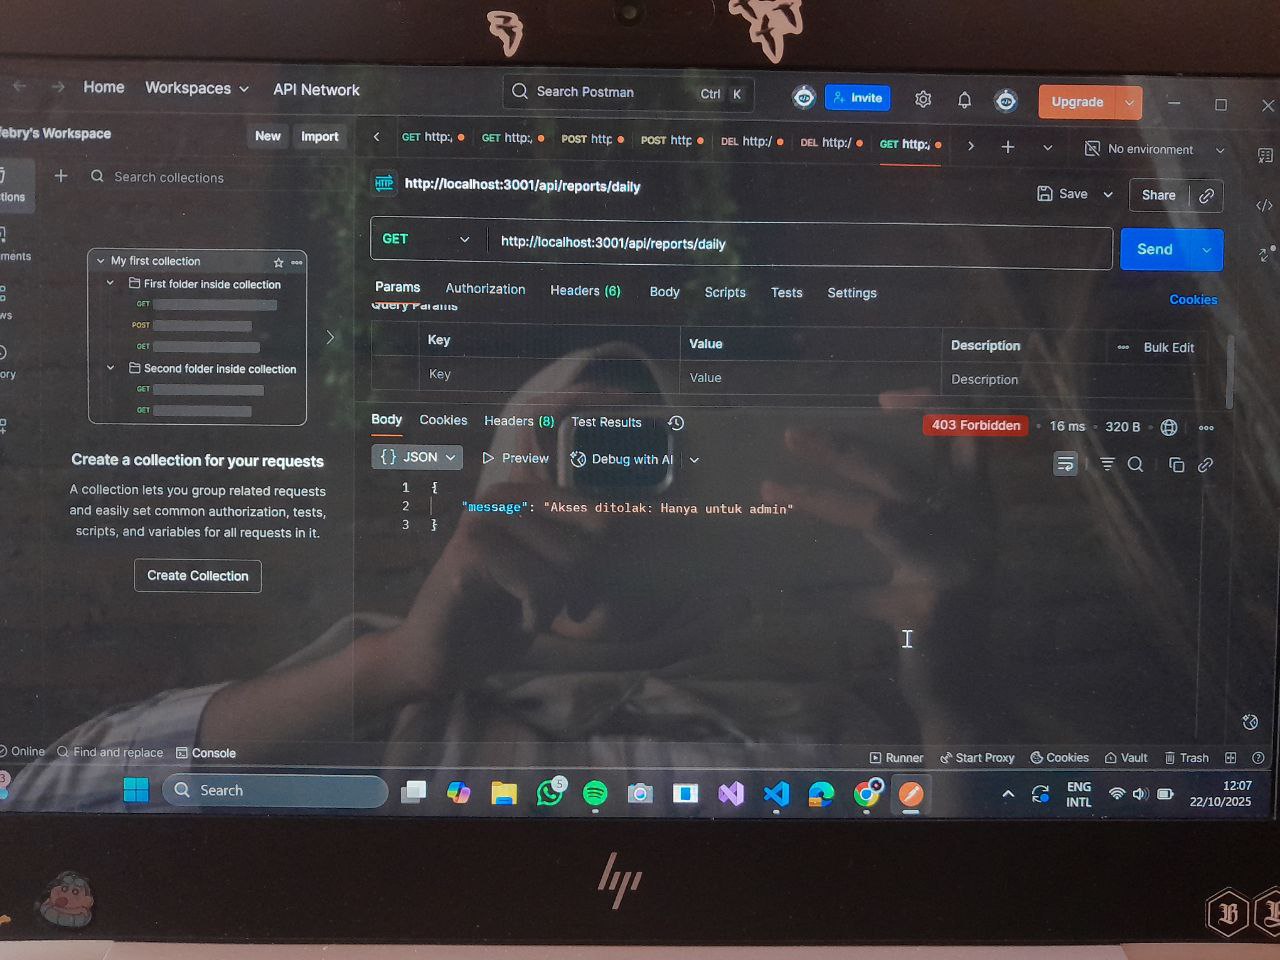 Home Workspaces API Network Search Postman Ctrl K Invite Upgrade
febry's Workspace New Import GET http:, GET http:, POST http POST http DEL http:/ DEL http:/ GET http:, No environment
Search collections
HTTP http://localhost:3001/api/reports/daily Save Share
GET http://localhost:3001/api/reports/daily Send
My first collection
First folder inside collection
GET
POST
GET
Second folder inside collection
GET
GET
Create a collection for your requests
A collection lets you group related requests
and easily set common authorization, tests,
scripts, and variables for all requests in it.
Create Collection
Params Authorization Headers (6) Body Scripts Tests Settings Cookies
Query Params
Key Value Description Bulk Edit
Key Value Description
Body Cookies Headers (8) Test Results 403 Forbidden 16 ms 320 B
{} JSON Preview Debug with AI
1 {
2 "message": "Akses ditolak: Hanya untuk admin"
3 }
Online Find and replace Console Runner Start Proxy Cookies Vault Trash
Search 5 ENG INTL 12:07
22/10/2025
hp
B